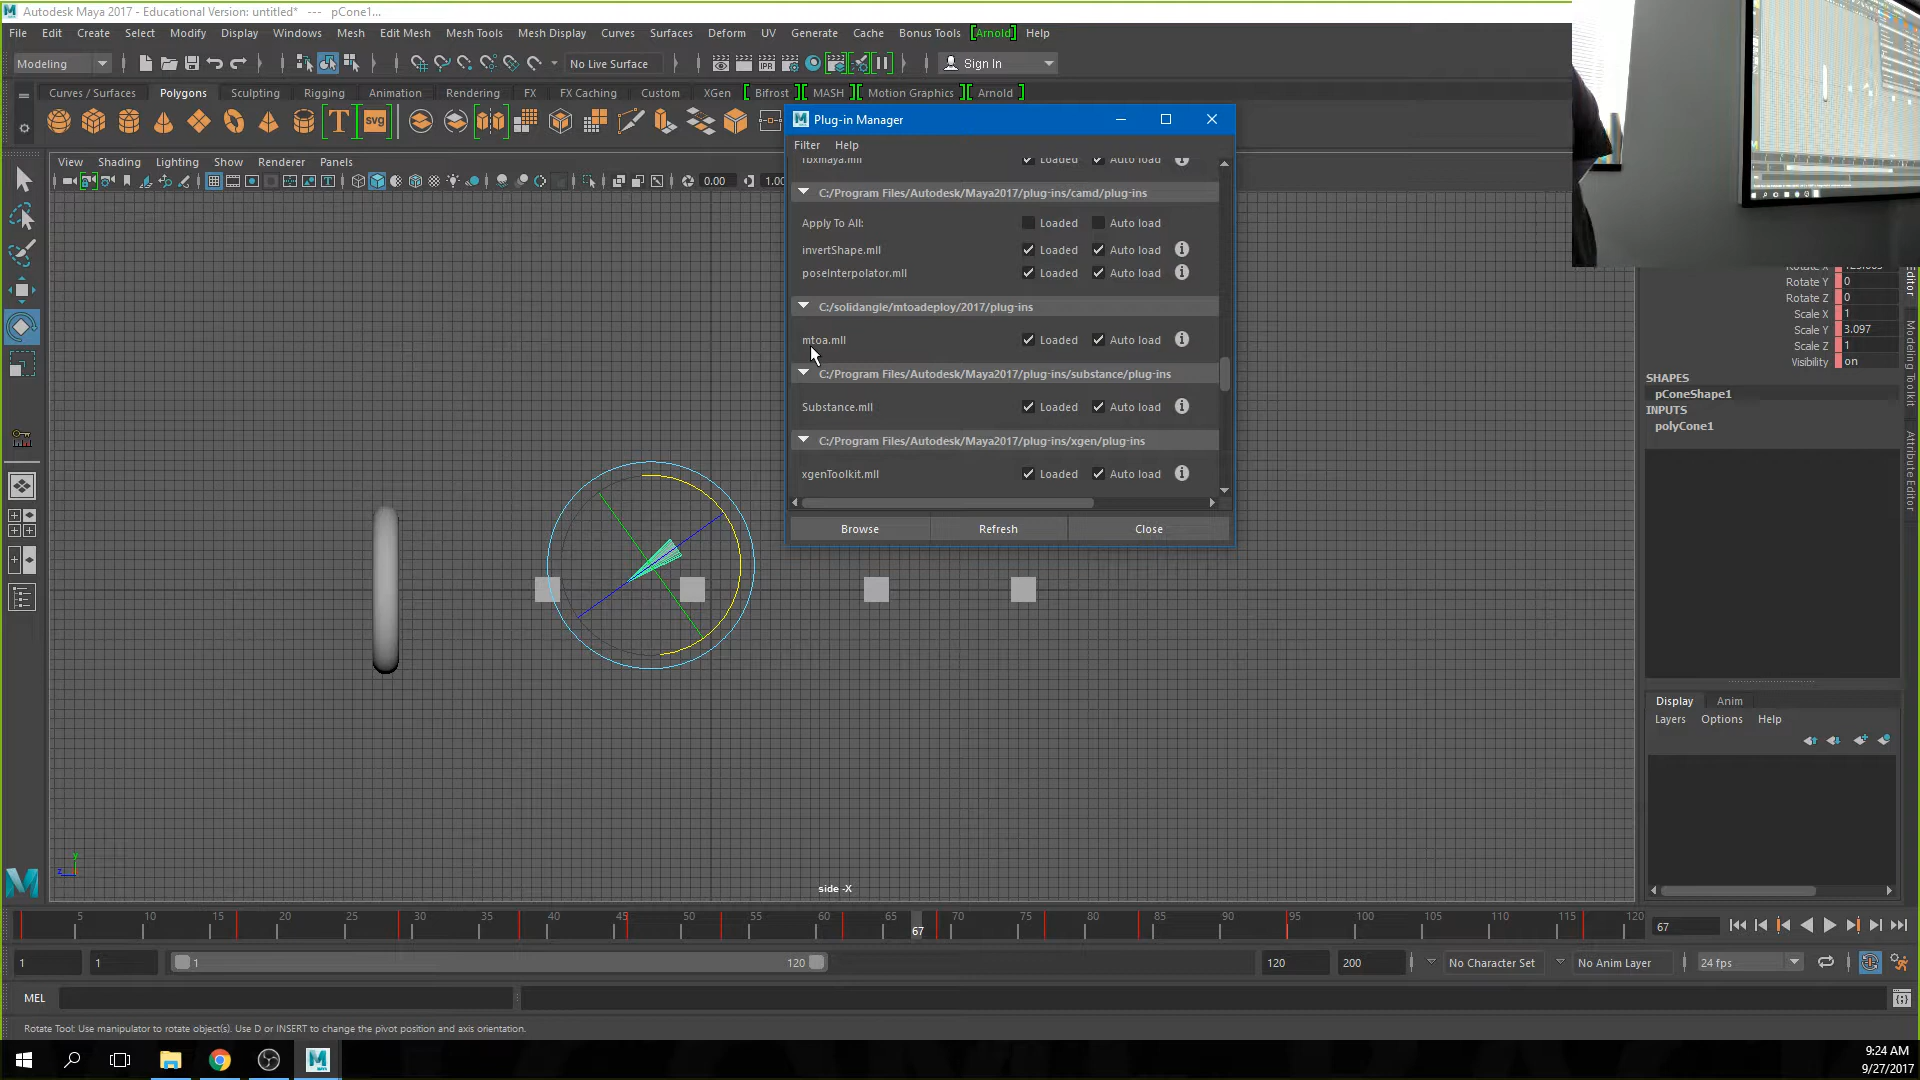 Autodesk Maya 2017 - Educational Version: untitled* --- pCone1...
File Edit Create Select Modify Display Windows Mesh Edit Mesh Mesh Tools Mesh Display Curves Surfaces Deform UV Generate Cache Bonus Tools [Arnold] Help
Modeling No Live Surface IPR Sign In
Curves / Surfaces Polygons Sculpting Rigging Animation Rendering FX FX Caching Custom XGen [ Bifrost ] [ MASH ] [ Motion Graphics ] [ Arnold ]
T svg
View Shading Lighting Show Renderer Panels
0.00 1.00
Plug-in Manager
Filter Help
fbxmaya.mll Loaded Auto load
C:/Program Files/Autodesk/Maya2017/plug-ins/camd/plug-ins
Apply To All: Loaded Auto load
invertShape.mll Loaded Auto load
poseInterpolator.mll Loaded Auto load
C:/solidangle/mtoadeploy/2017/plug-ins
mtoa.mll Loaded Auto load
C:/Program Files/Autodesk/Maya2017/plug-ins/substance/plug-ins
Substance.mll Loaded Auto load
C:/Program Files/Autodesk/Maya2017/plug-ins/xgen/plug-ins
xgenToolkit.mll Loaded Auto load
Browse Refresh Close
Rotate Y 0
Rotate Z 0
Scale X 1
Scale Y 3.097
Scale Z 1
Visibility on
SHAPES
pConeShape1
INPUTS
polyCone1
Modeling Toolkit
Attribute Editor
Display Anim
Layers Options Help
y
z
side -X
5 10 15 20 25 30 35 40 45 50 55 60 65 70 75 80 85 90 95 100 105 110 115 120
67
67
1 1 1 120 120 200 No Character Set No Anim Layer 24 fps
MEL
Rotate Tool: Use manipulator to rotate object(s). Use D or INSERT to change the pivot position and axis orientation.
9:24 AM
9/27/2017